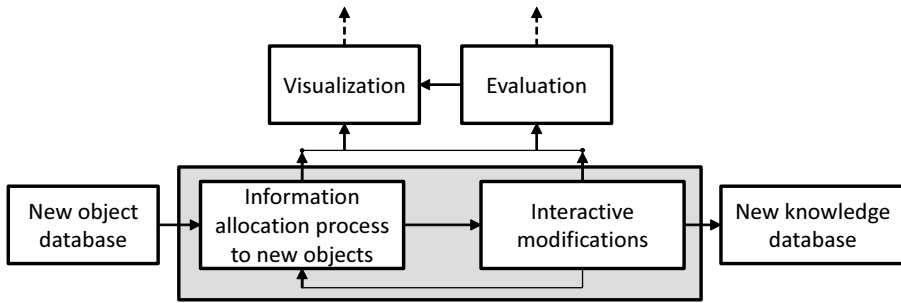 Visualization
Evaluation
New object
database
Information
allocation process
to new objects
Interactive
modifications
New knowledge
database